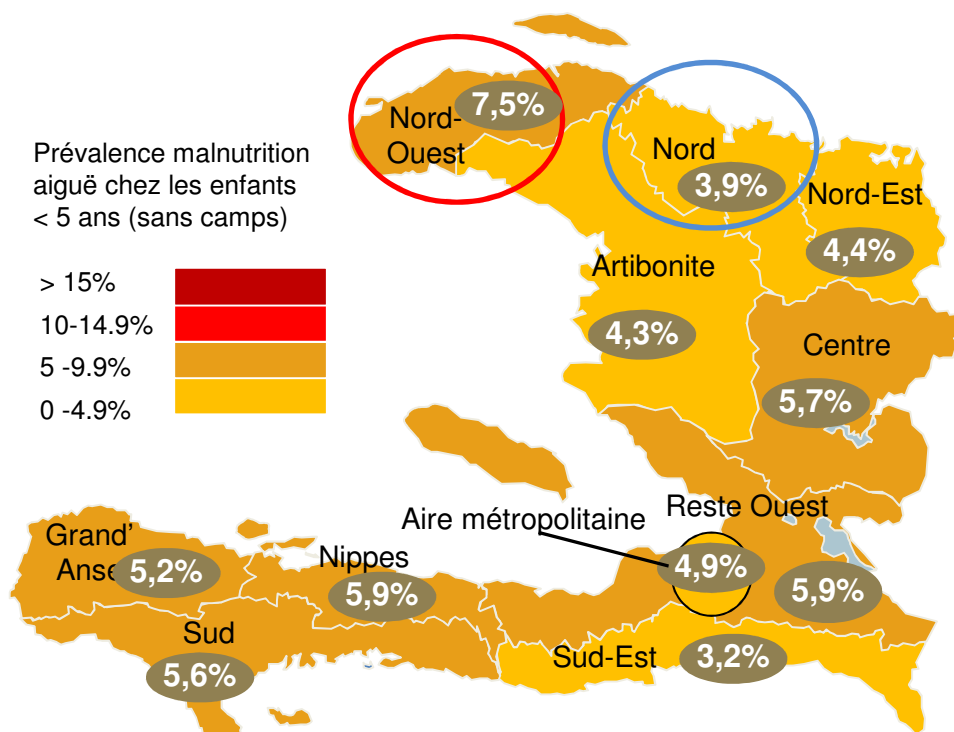 Prévalence malnutrition
aiguë chez les enfants
< 5 ans (sans camps)
> 15%
10-14.9%
5 -9.9%
0 -4.9%
Nord-
Ouest
7,5%
Nord
3,9%
Nord-Est
4,4%
Artibonite
4,3%
Centre
5,7%
Reste Ouest
5,9%
Aire métropolitaine
4,9%
Grand’
Anse
5,2%
Nippes
5,9%
Sud
5,6%
Sud-Est
3,2%